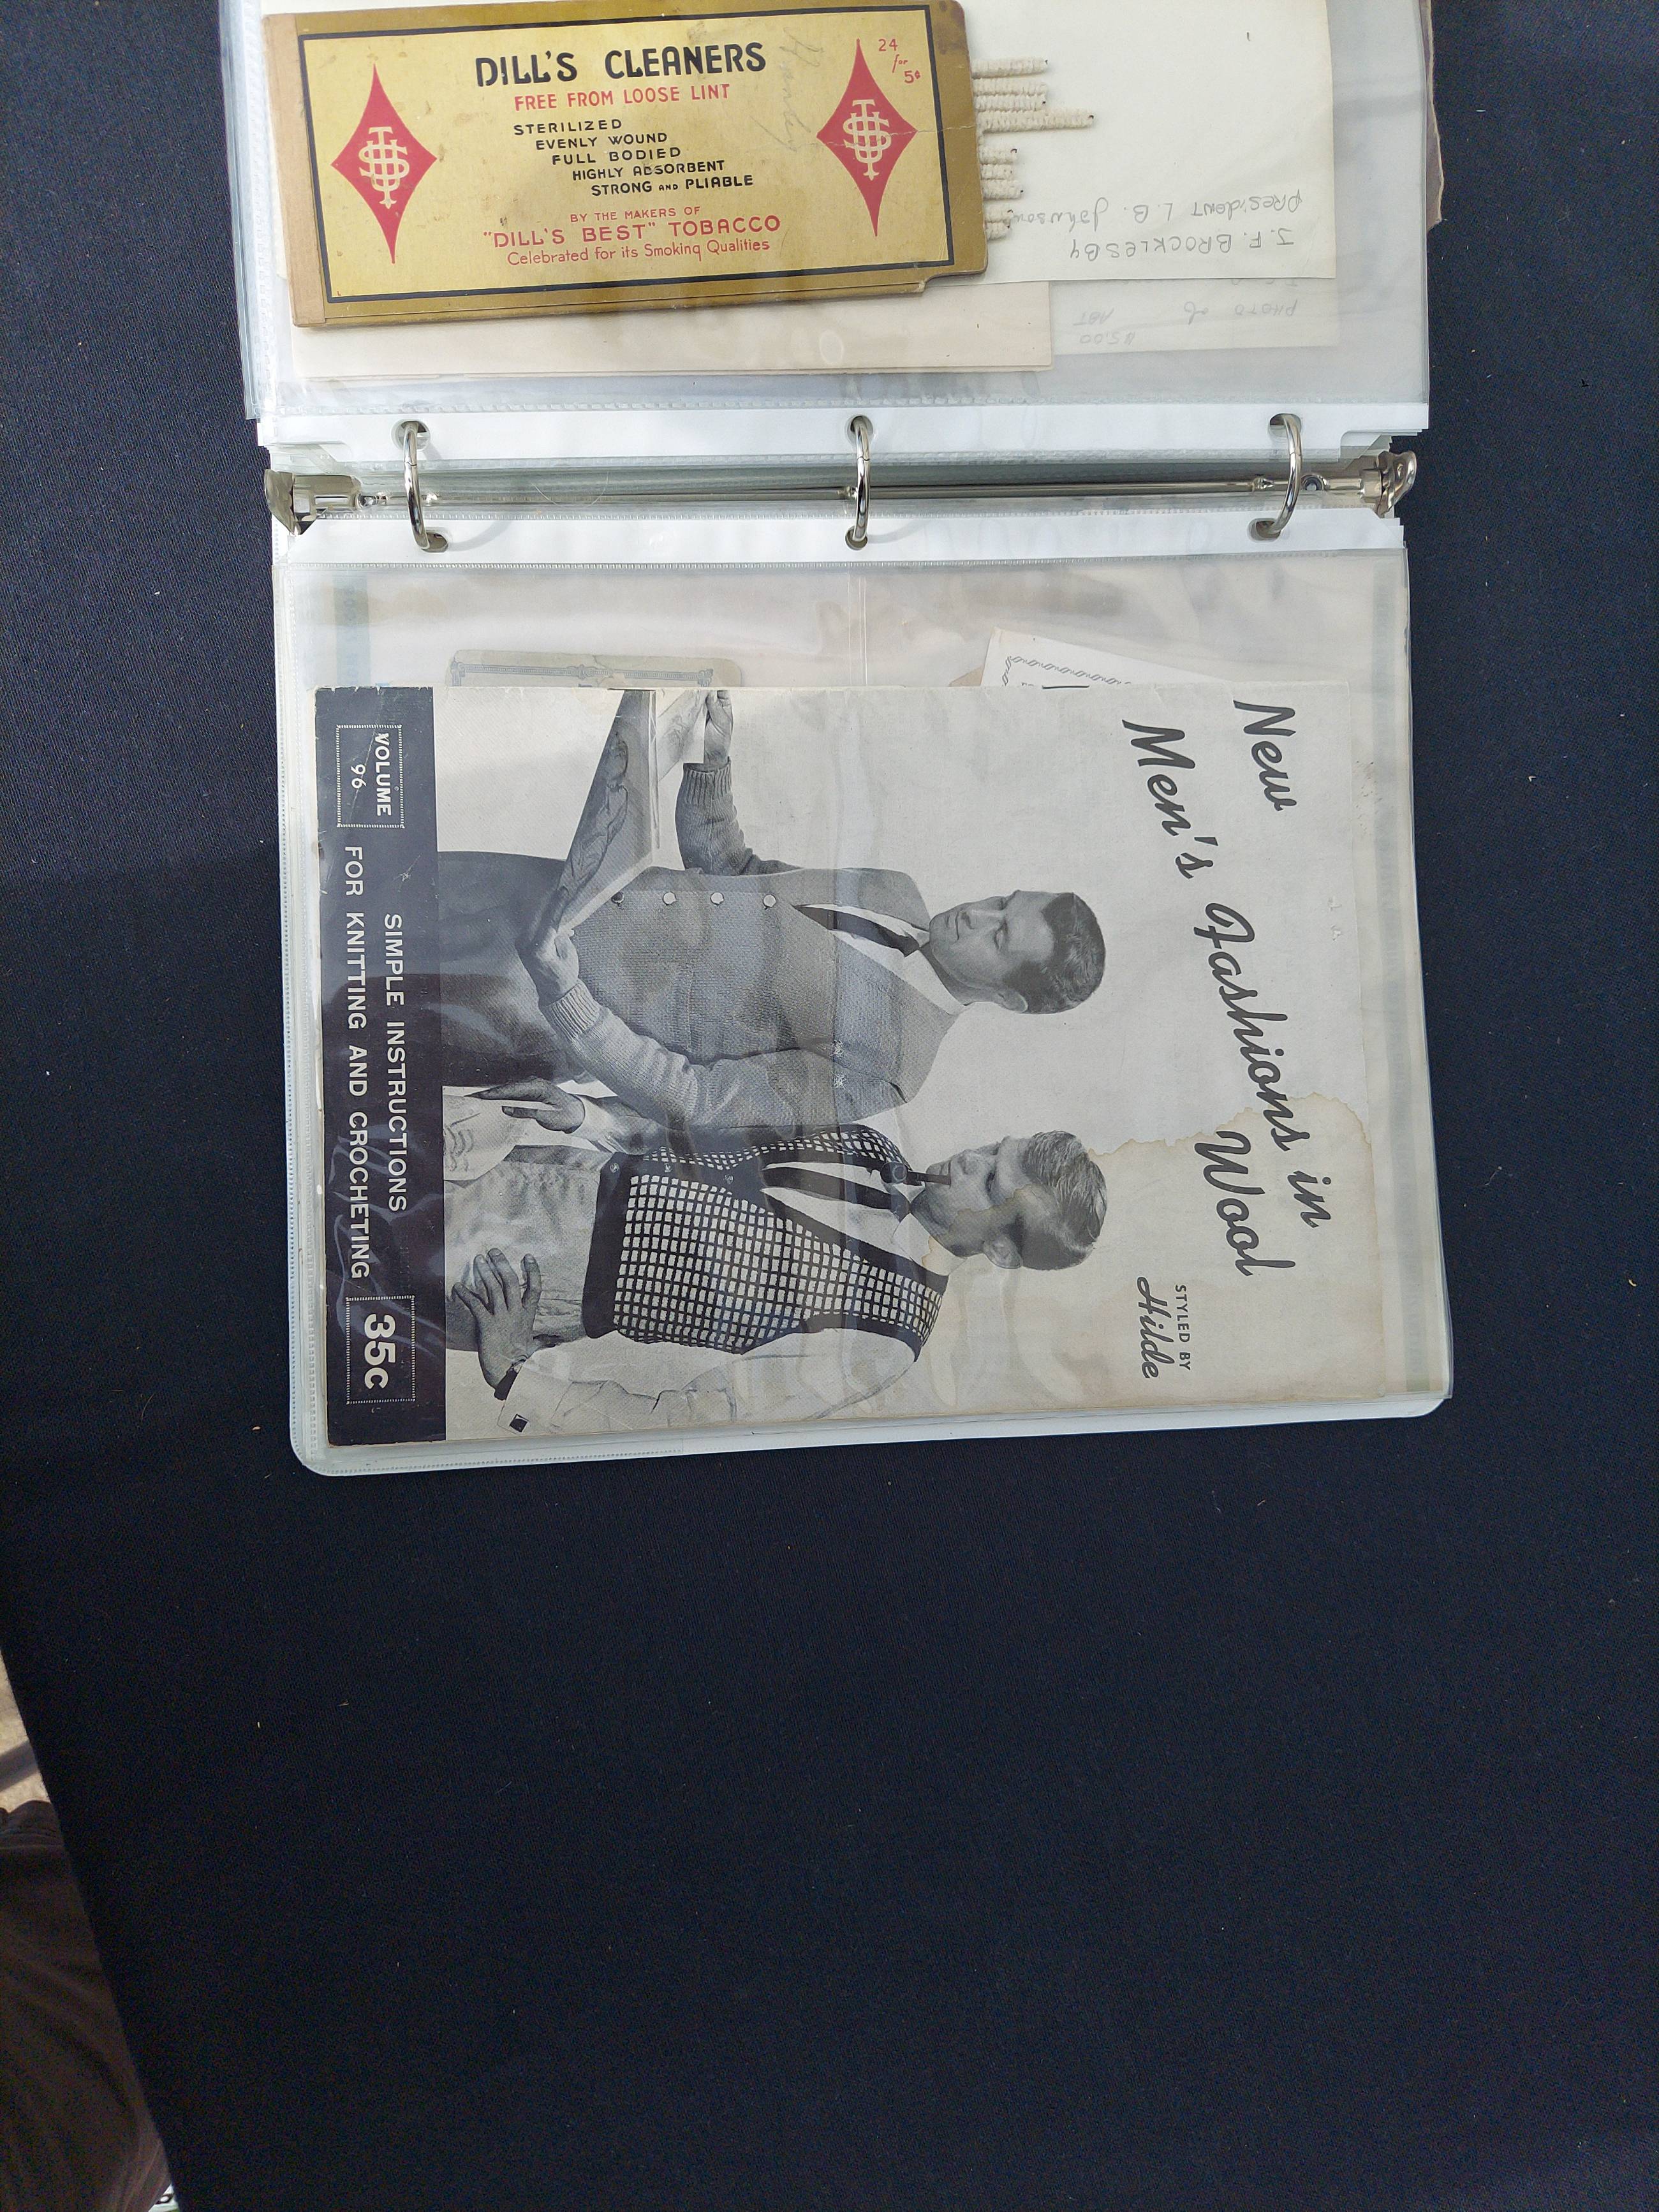 DILL'S CLEANERS
FREE FROM LOOSE LINT
STERILIZED
EVENLY WOUND
FULL BODIED
HIGHLY ABSORBENT
STRONG AND PLIABLE
BY THE MAKERS OF
"DILL'S BEST" TOBACCO
Celebrated for its Smoking Qualities
24
for
5¢
J. F. BROCKLESBY
PRESIDENT L. B. Johnson
PHOTO of
New
Men's Fashions in
Wool
STYLED BY
Hilde
VOLUME
96
SIMPLE INSTRUCTIONS
FOR KNITTING AND CROCHETING
35c